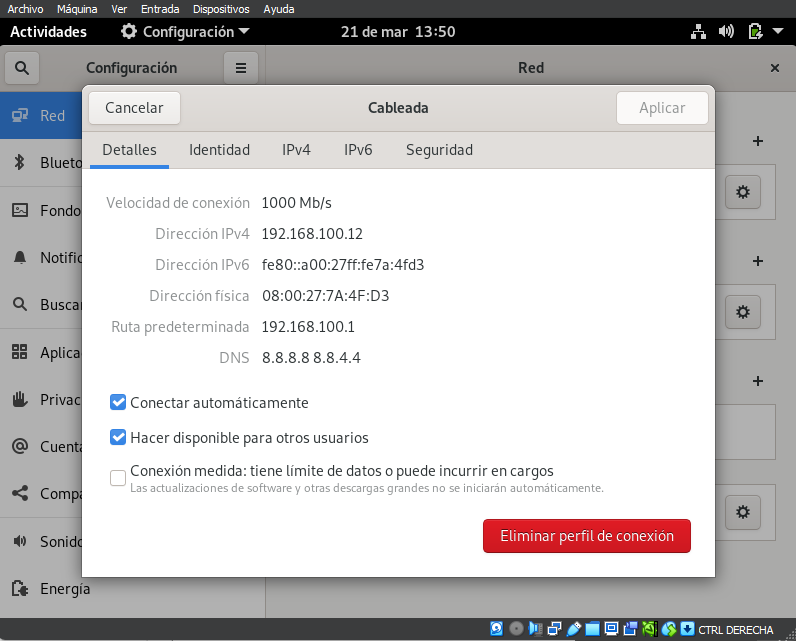 Archivo Máquina Ver Entrada Dispositivos Ayuda
Actividades Configuración 21 de mar 13:50
Configuración Red
Cancelar Cableada Aplicar
Red
Detalles Identidad IPv4 IPv6 Seguridad
Blueto
Velocidad de conexión 1000 Mb/s
Fondo
Dirección IPv4 192.168.100.12
Notific
Dirección IPv6 fe80::a00:27ff:fe7a:4fd3
Dirección física 08:00:27:7A:4F:D3
Buscar
Ruta predeterminada 192.168.100.1
Aplica
DNS 8.8.8.8 8.8.4.4
Privac
Conectar automáticamente
Cuenta
Hacer disponible para otros usuarios
Conexión medida: tiene límite de datos o puede incurrir en cargos
Las actualizaciones de software y otras descargas grandes no se iniciarán automáticamente.
Compa
Sonido
Eliminar perfil de conexión
Energía
CTRL DERECHA